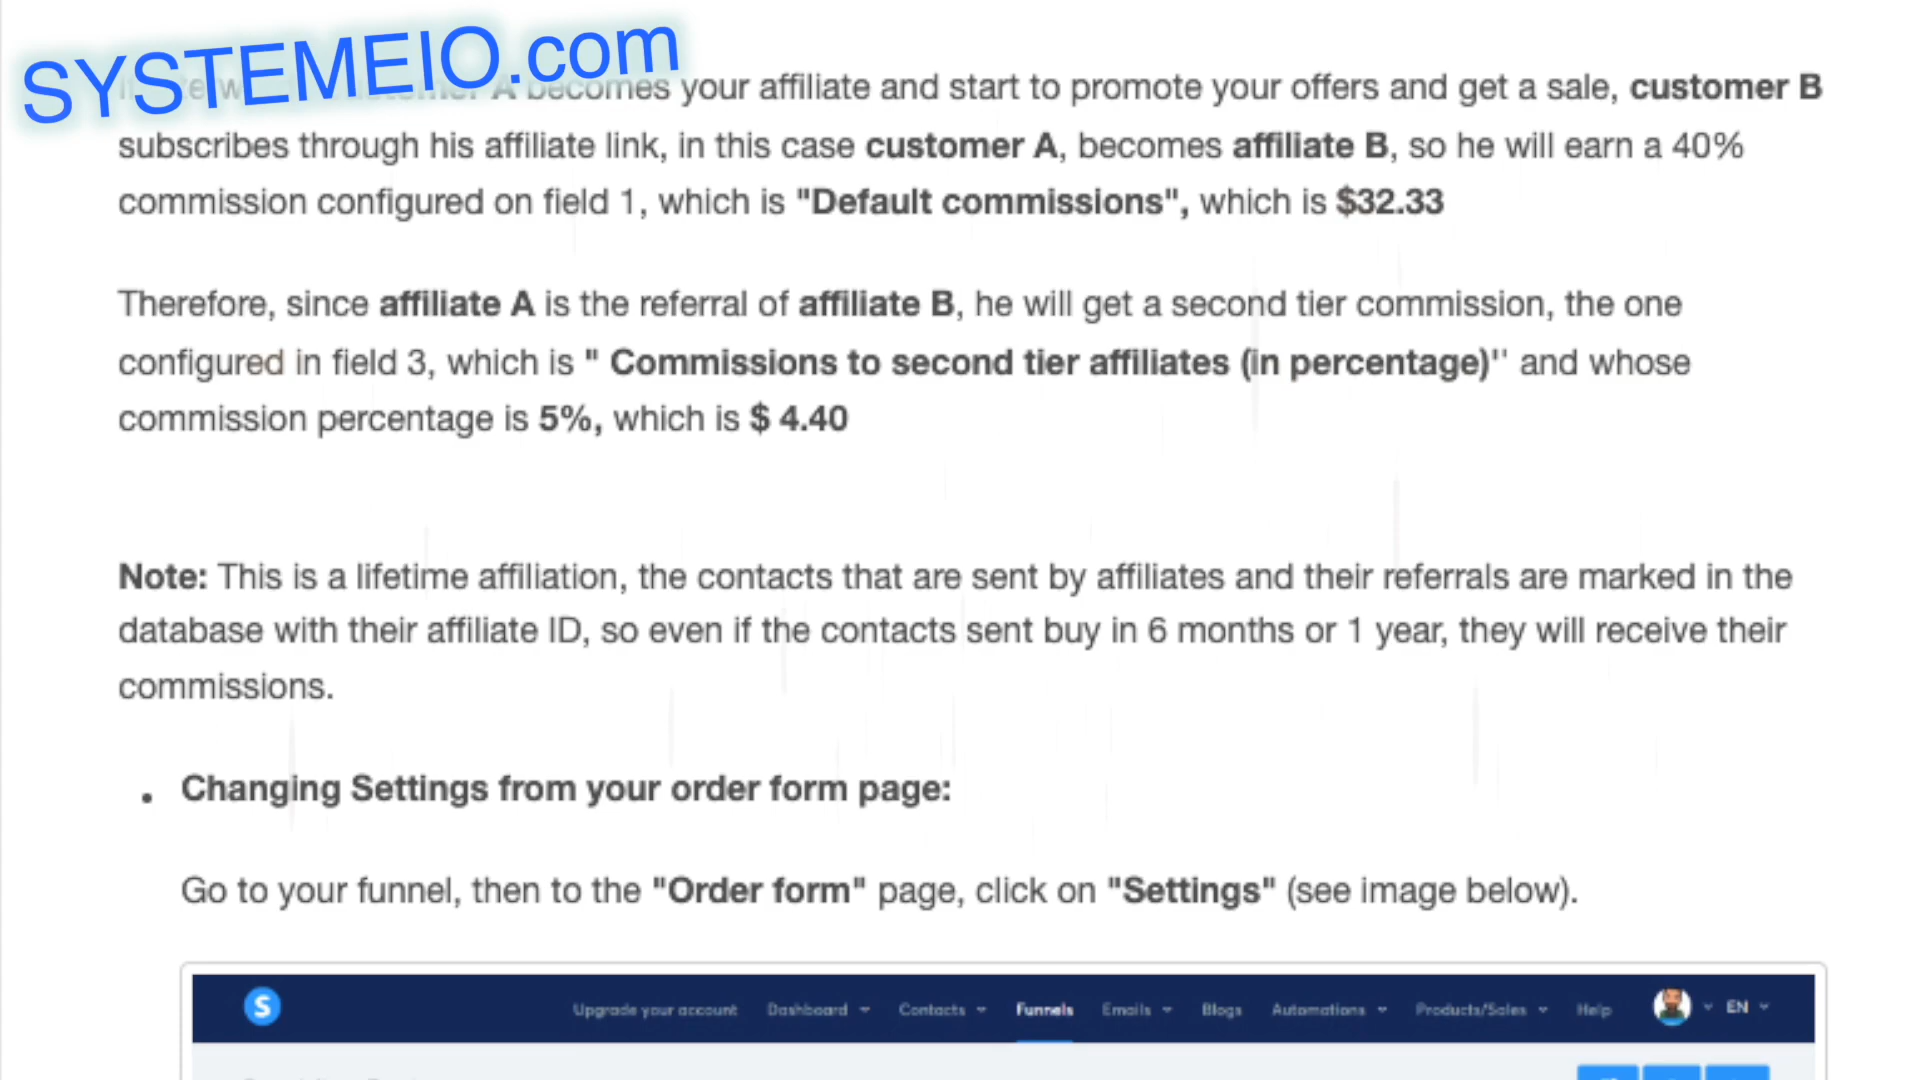 SYSTEMEIO.com
A becomes your affiliate and start to promote your offers and get a sale, customer B
subscribes through his affiliate link, in this case customer A, becomes affiliate B, so he will earn a 40%
commission configured on field 1, which is "Default commissions", which is $32.33
Therefore, since affiliate A is the referral of affiliate B, he will get a second tier commission, the one
configured in field 3, which is " Commissions to second tier affiliates (in percentage)'' and whose
commission percentage is 5%, which is $ 4.40
Note: This is a lifetime affiliation, the contacts that are sent by affiliates and their referrals are marked in the
database with their affiliate ID, so even if the contacts sent buy in 6 months or 1 year, they will receive their
commissions.
• Changing Settings from your order form page:
Go to your funnel, then to the "Order form" page, click on "Settings" (see image below).
S Upgrade your account Dashboard Contacts Funnels Emails Blogs Automations Products/Sales Help EN